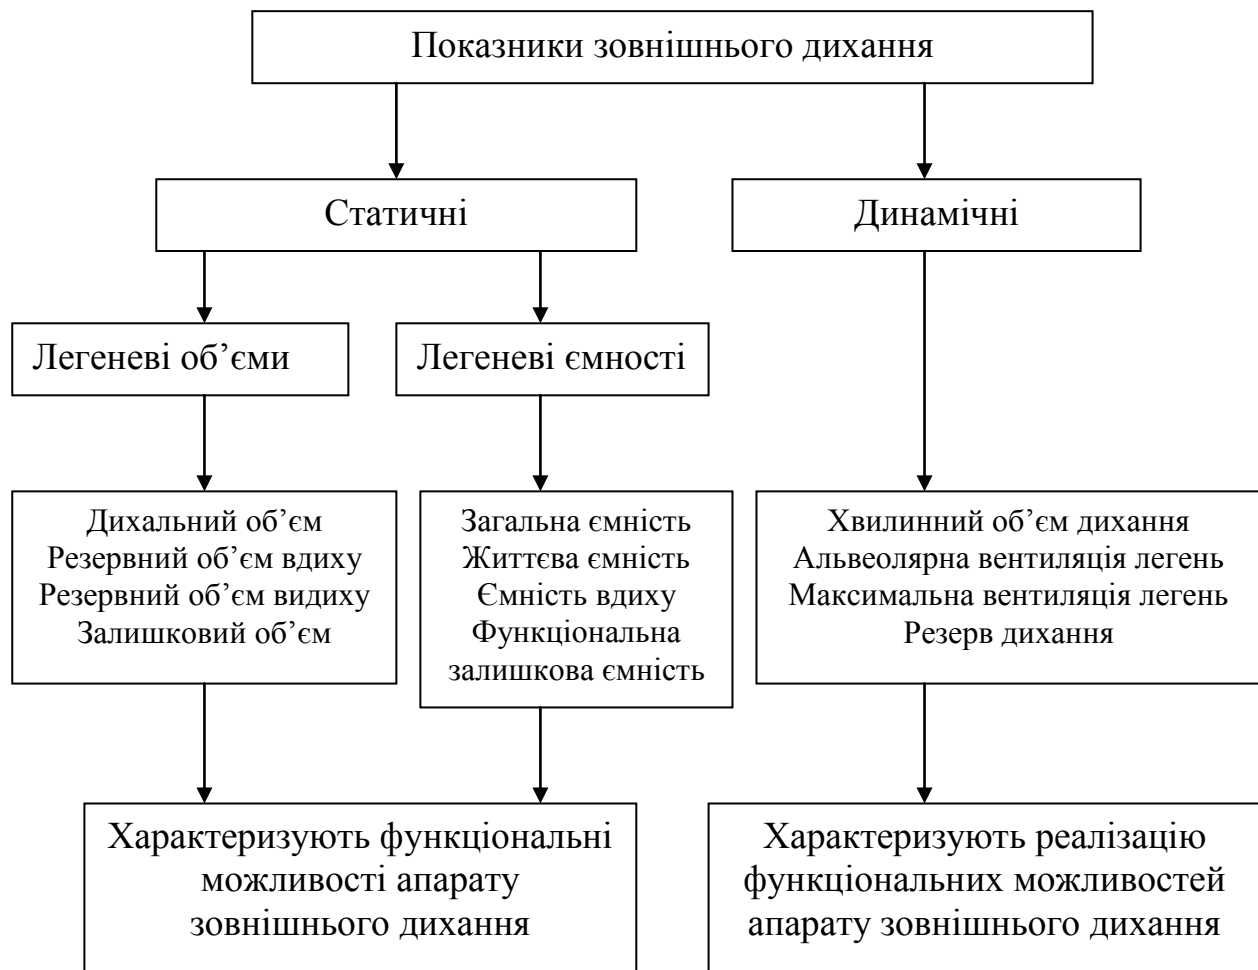 Показники зовнішнього дихання
Статичні
Динамічні
Легеневі об’єми
Легеневі ємності
Дихальний об’єм
Резервний об’єм вдиху
Резервний об’єм видиху
Залишковий об’єм
Загальна ємність
Життєва ємність
Ємність вдиху
Функціональна
залишкова ємність
Хвилинний об’єм дихання
Альвеолярна вентиляція легень
Максимальна вентиляція легень
Резерв дихання
Характеризують функціональні
можливості апарату
зовнішнього дихання
Характеризують реалізацію
функціональних можливостей
апарату зовнішнього дихання